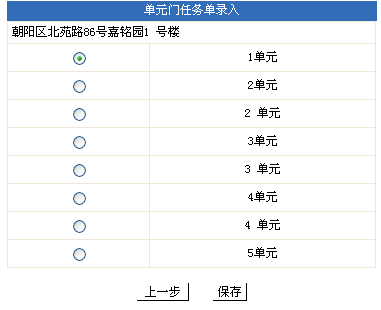 单元门任务单录入
朝阳区北苑路86号嘉铭园1 号楼
1单元
2单元
2 单元
3单元
3 单元
4单元
4 单元
5单元
上一步 保存